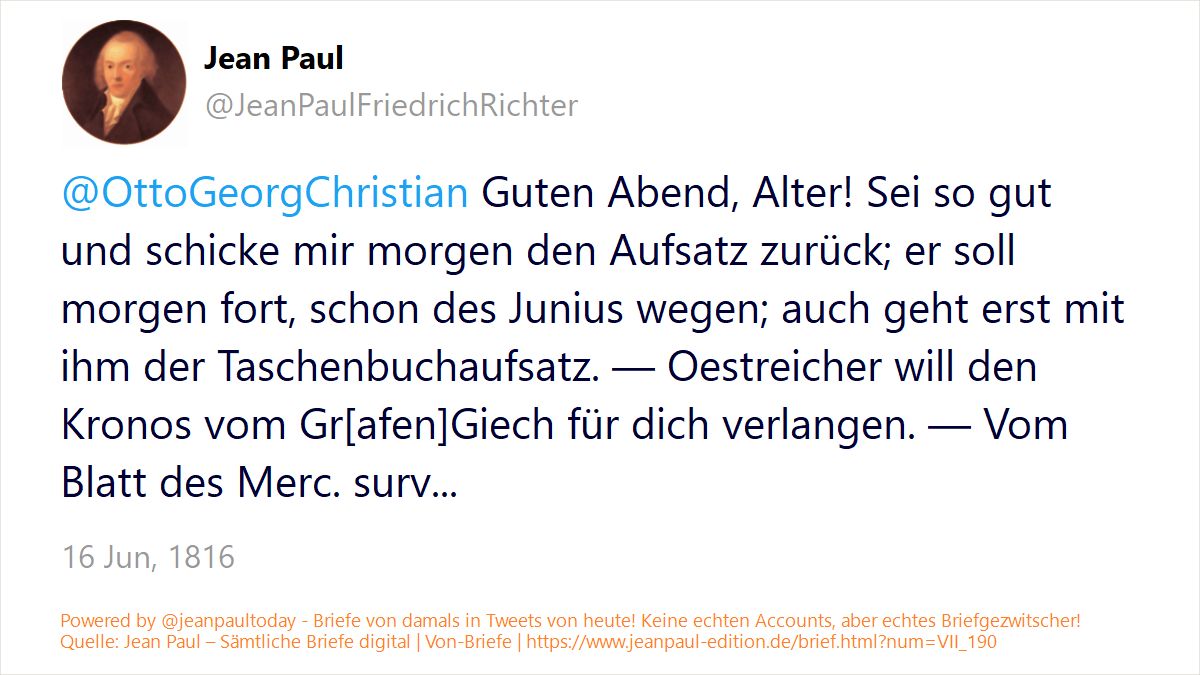 Jean Paul
@JeanPaulFriedrichRichter
@OttoGeorgChristian Guten Abend, Alter! Sei so gut
und schicke mir morgen den Aufsatz zurück; er soll
morgen fort, schon des Junius wegen; auch geht erst mit
ihm der Taschenbuchaufsatz. — Oestreicher will den
Kronos vom Gr[afen]Giech für dich verlangen. — Vom
Blatt des Merc. surv...
16 Jun, 1816
Powered by @jeanpaultoday - Briefe von damals in Tweets von heute! Keine echten Accounts, aber echtes Briefgezwitscher!
Quelle: Jean Paul – Sämtliche Briefe digital | Von-Briefe | https://www.jeanpaul-edition.de/brief.html?num=VII_190